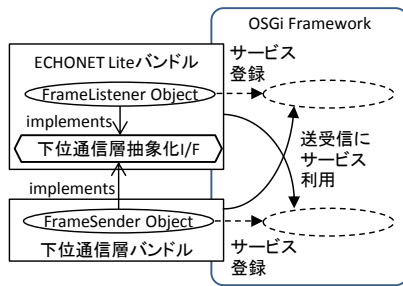 OSGi Framework
ECHONET Liteバンドル
サービス
登録
FrameListener Object
implements
下位通信層抽象化I/F
送受信に
サービス
利用
implements
FrameSender Object
下位通信層バンドル
サービス
登録